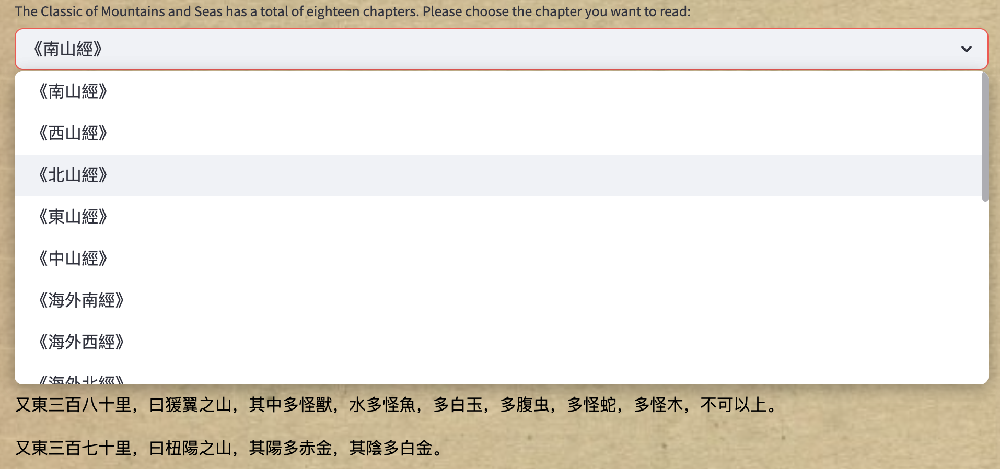 The Classic of Mountains and Seas has a total of eighteen chapters. Please choose the chapter you want to read:
《南山經》
《南山經》
《西山經》
《北山經》
《東山經》
《中山經》
《海外南經》
《海外西經》
《海外北經》
又東三百八十里，曰猨翼之山，其中多怪獸，水多怪魚，多白玉，多腹虫，多怪蛇，多怪木，不可以上。
又東三百七十里，曰杻陽之山，其陽多赤金，其陰多白金。